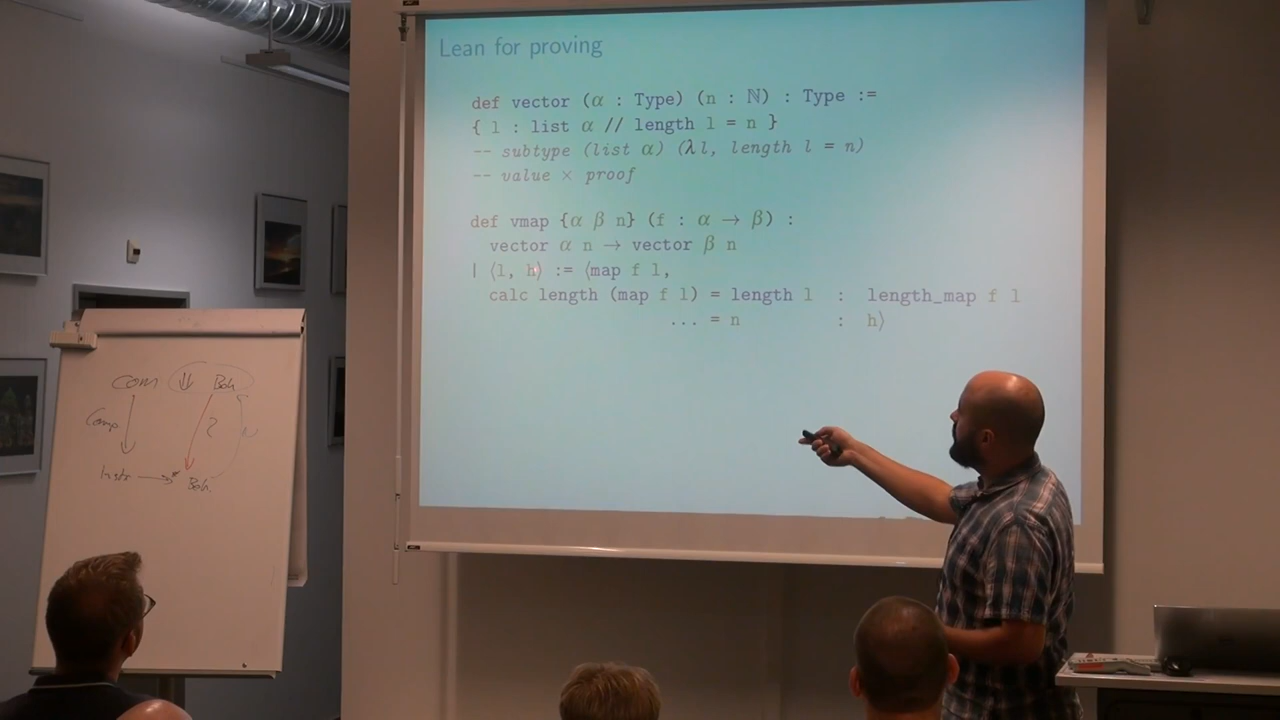 Lean for proving
def vector (α : Type) (n : ℕ) : Type :=
{ l : list α // length l = n }
-- subtype (list α) (λ l, length l = n)
-- value × proof
def vmap {α β n} (f : α → β) :
vector α n → vector β n
| ⟨l, h⟩ := ⟨map f l,
calc length (map f l) = length l : length_map f l
... = n : h⟩
Com ⇓ Beh
Comp ?
Instr →* Beh.